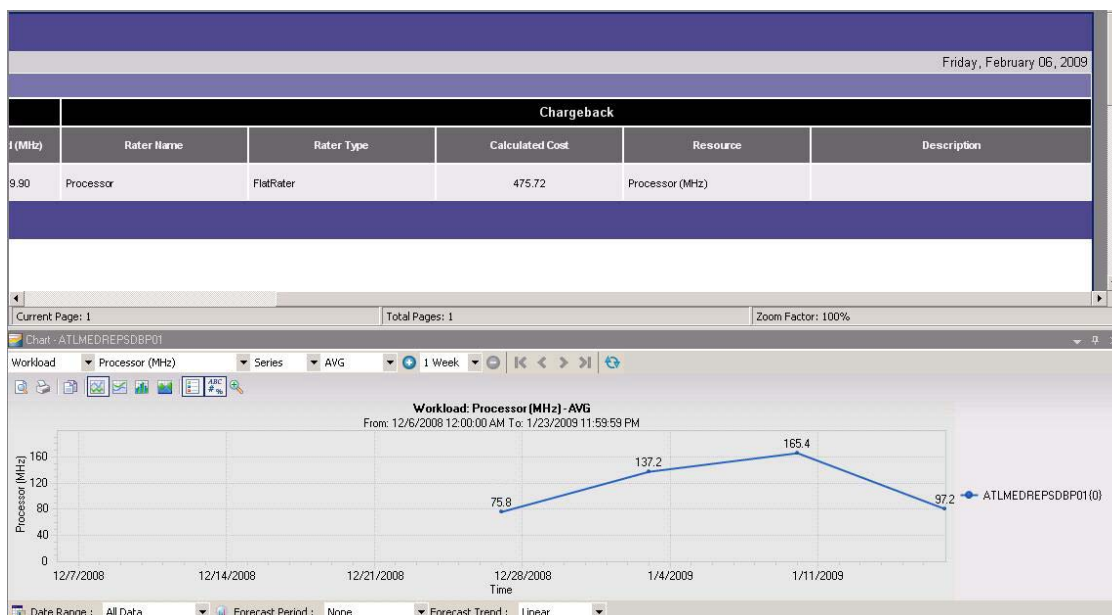 Friday, February 06, 2009
Chargeback
(MHz) Rater Name Rater Type Calculated Cost Resource Description
9.90 Processor FlatRater 475.72 Processor (MHz)
Current Page: 1 Total Pages: 1 Zoom Factor: 100%
Chart - ATLMEDREPSDBP01
Workload Processor (MHz) Series AVG 1 Week
ABC
#%
Workload: Processor (MHz) - AVG
From: 12/6/2008 12:00:00 AM To: 1/23/2009 11:59:59 PM
Processor (MHz)
160
120
80
40
0
75.8
137.2
165.4
97.2
ATLMEDREPSDBP01{0}
12/7/2008 12/14/2008 12/21/2008 12/28/2008 1/4/2009 1/11/2009
Time
Date Range : All Data Forecast Period : None Forecast Trend : Linear